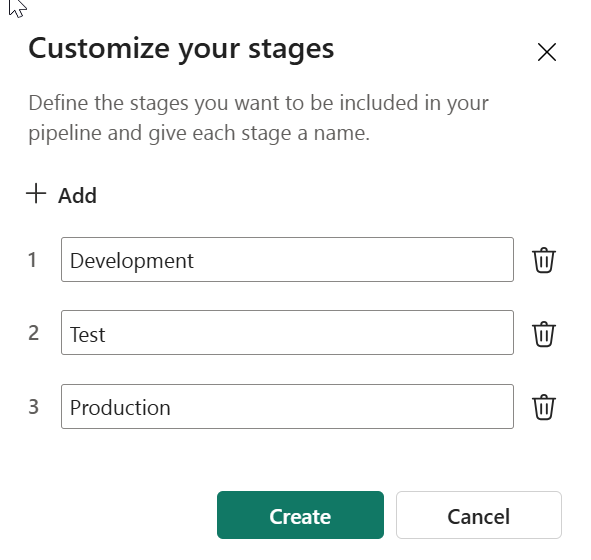 Customize your stages
Define the stages you want to be included in your
pipeline and give each stage a name.
Add
1 Development
2 Test
3 Production
Create Cancel